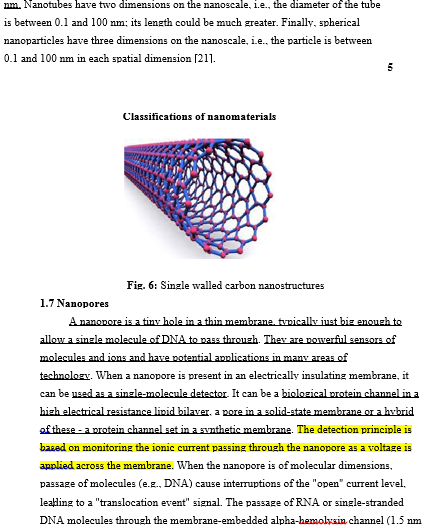 nm. Nanotubes have two dimensions on the nanoscale, i.e., the diameter of the tube
is between 0.1 and 100 nm; its length could be much greater. Finally, spherical
nanoparticles have three dimensions on the nanoscale, i.e., the particle is between
0.1 and 100 nm in each spatial dimension [21].
5
Classifications of nanomaterials
Fig. 6: Single walled carbon nanostructures
1.7 Nanopores
A nanopore is a tiny hole in a thin membrane, typically just big enough to
allow a single molecule of DNA to pass through. They are powerful sensors of
molecules and ions and have potential applications in many areas of
technology. When a nanopore is present in an electrically insulating membrane, it
can be used as a single-molecule detector. It can be a biological protein channel in a
high electrical resistance lipid bilayer, a pore in a solid-state membrane or a hybrid
of these - a protein channel set in a synthetic membrane. The detection principle is
based on monitoring the ionic current passing through the nanopore as a voltage is
applied across the membrane. When the nanopore is of molecular dimensions,
passage of molecules (e.g., DNA) cause interruptions of the "open" current level,
leading to a "translocation event" signal. The passage of RNA or single-stranded
DNA molecules through the membrane-embedded alpha-hemolysin channel (1.5 nm